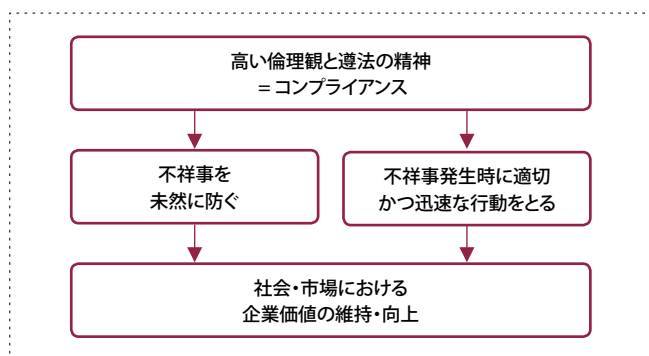 高い倫理観と遵法の精神
=コンプライアンス
不祥事を
未然に防ぐ
不祥事発生時に適切
かつ迅速な行動をとる
社会・市場における
企業価値の維持・向上